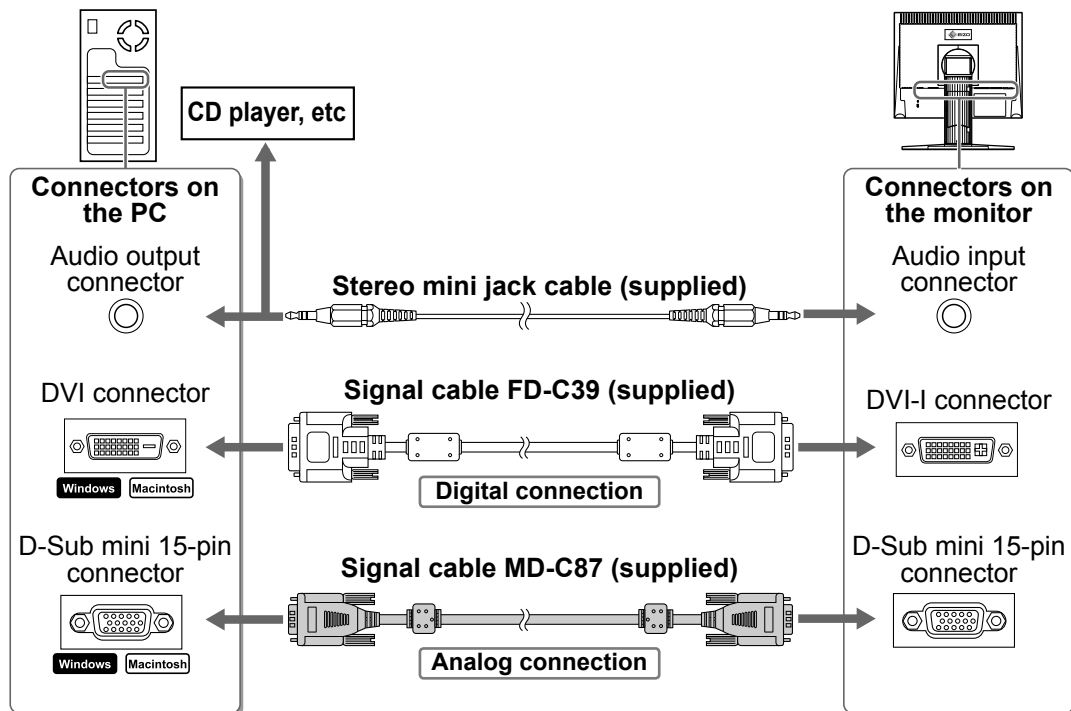 EIZO
CD player, etc
Connectors on
the PC
Connectors on
the monitor
Audio output
connector
Stereo mini jack cable (supplied)
Audio input
connector
DVI connector
Signal cable FD-C39 (supplied)
DVI-I connector
Windows
Macintosh
Digital connection
D-Sub mini 15-pin
connector
Signal cable MD-C87 (supplied)
D-Sub mini 15-pin
connector
Windows
Macintosh
Analog connection